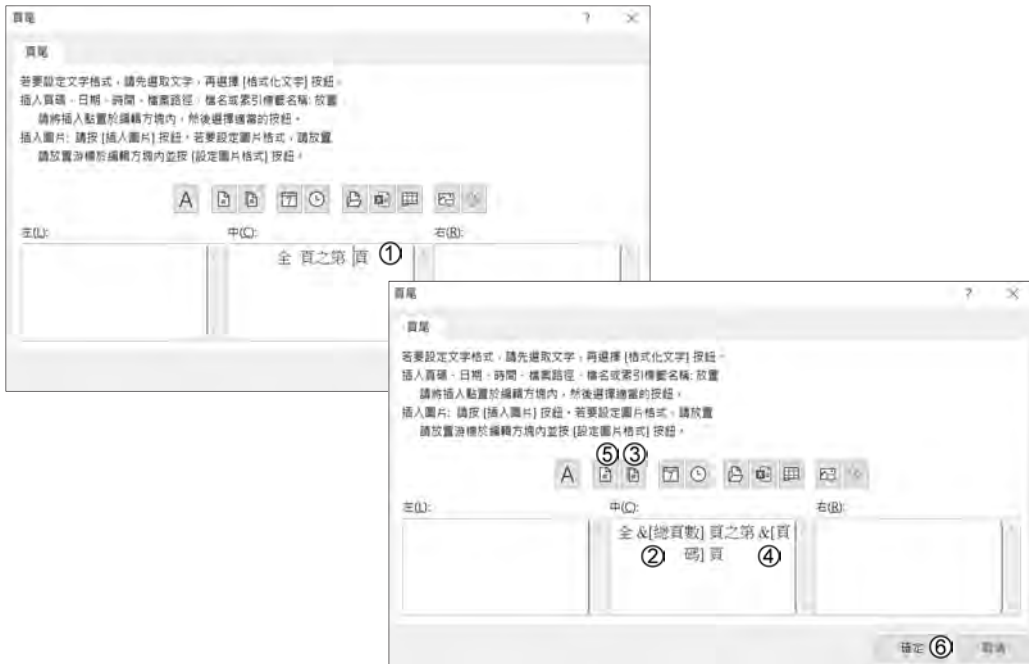 頁尾
? ×
頁尾
若要設定文字格式，請先選取文字，再選擇 [格式化文字] 按鈕。
插入頁碼、日期、時間、檔案路徑、檔名或索引標籤名稱: 放置
請將插入點置於編輯方塊內，然後選擇適當的按鈕。
插入圖片: 請按 [插入圖片] 按鈕。若要設定圖片格式，請放置
請放置游標於編輯方塊內並按 [設定圖片格式] 按鈕。
A
左(L): 中(C): 右(R):
全 頁之第 頁 ①
頁尾
? ×
頁尾
若要設定文字格式，請先選取文字，再選擇 [格式化文字] 按鈕。
插入頁碼、日期、時間、檔案路徑、檔名或索引標籤名稱: 放置
請將插入點置於編輯方塊內，然後選擇適當的按鈕。
插入圖片: 請按 [插入圖片] 按鈕。若要設定圖片格式，請放置
請放置游標於編輯方塊內並按 [設定圖片格式] 按鈕。
⑤ ③
A
左(L): 中(C): 右(R):
全 &[總頁數] 頁之第 &[頁
② 碼] 頁 ④
確定 ⑥ 取消